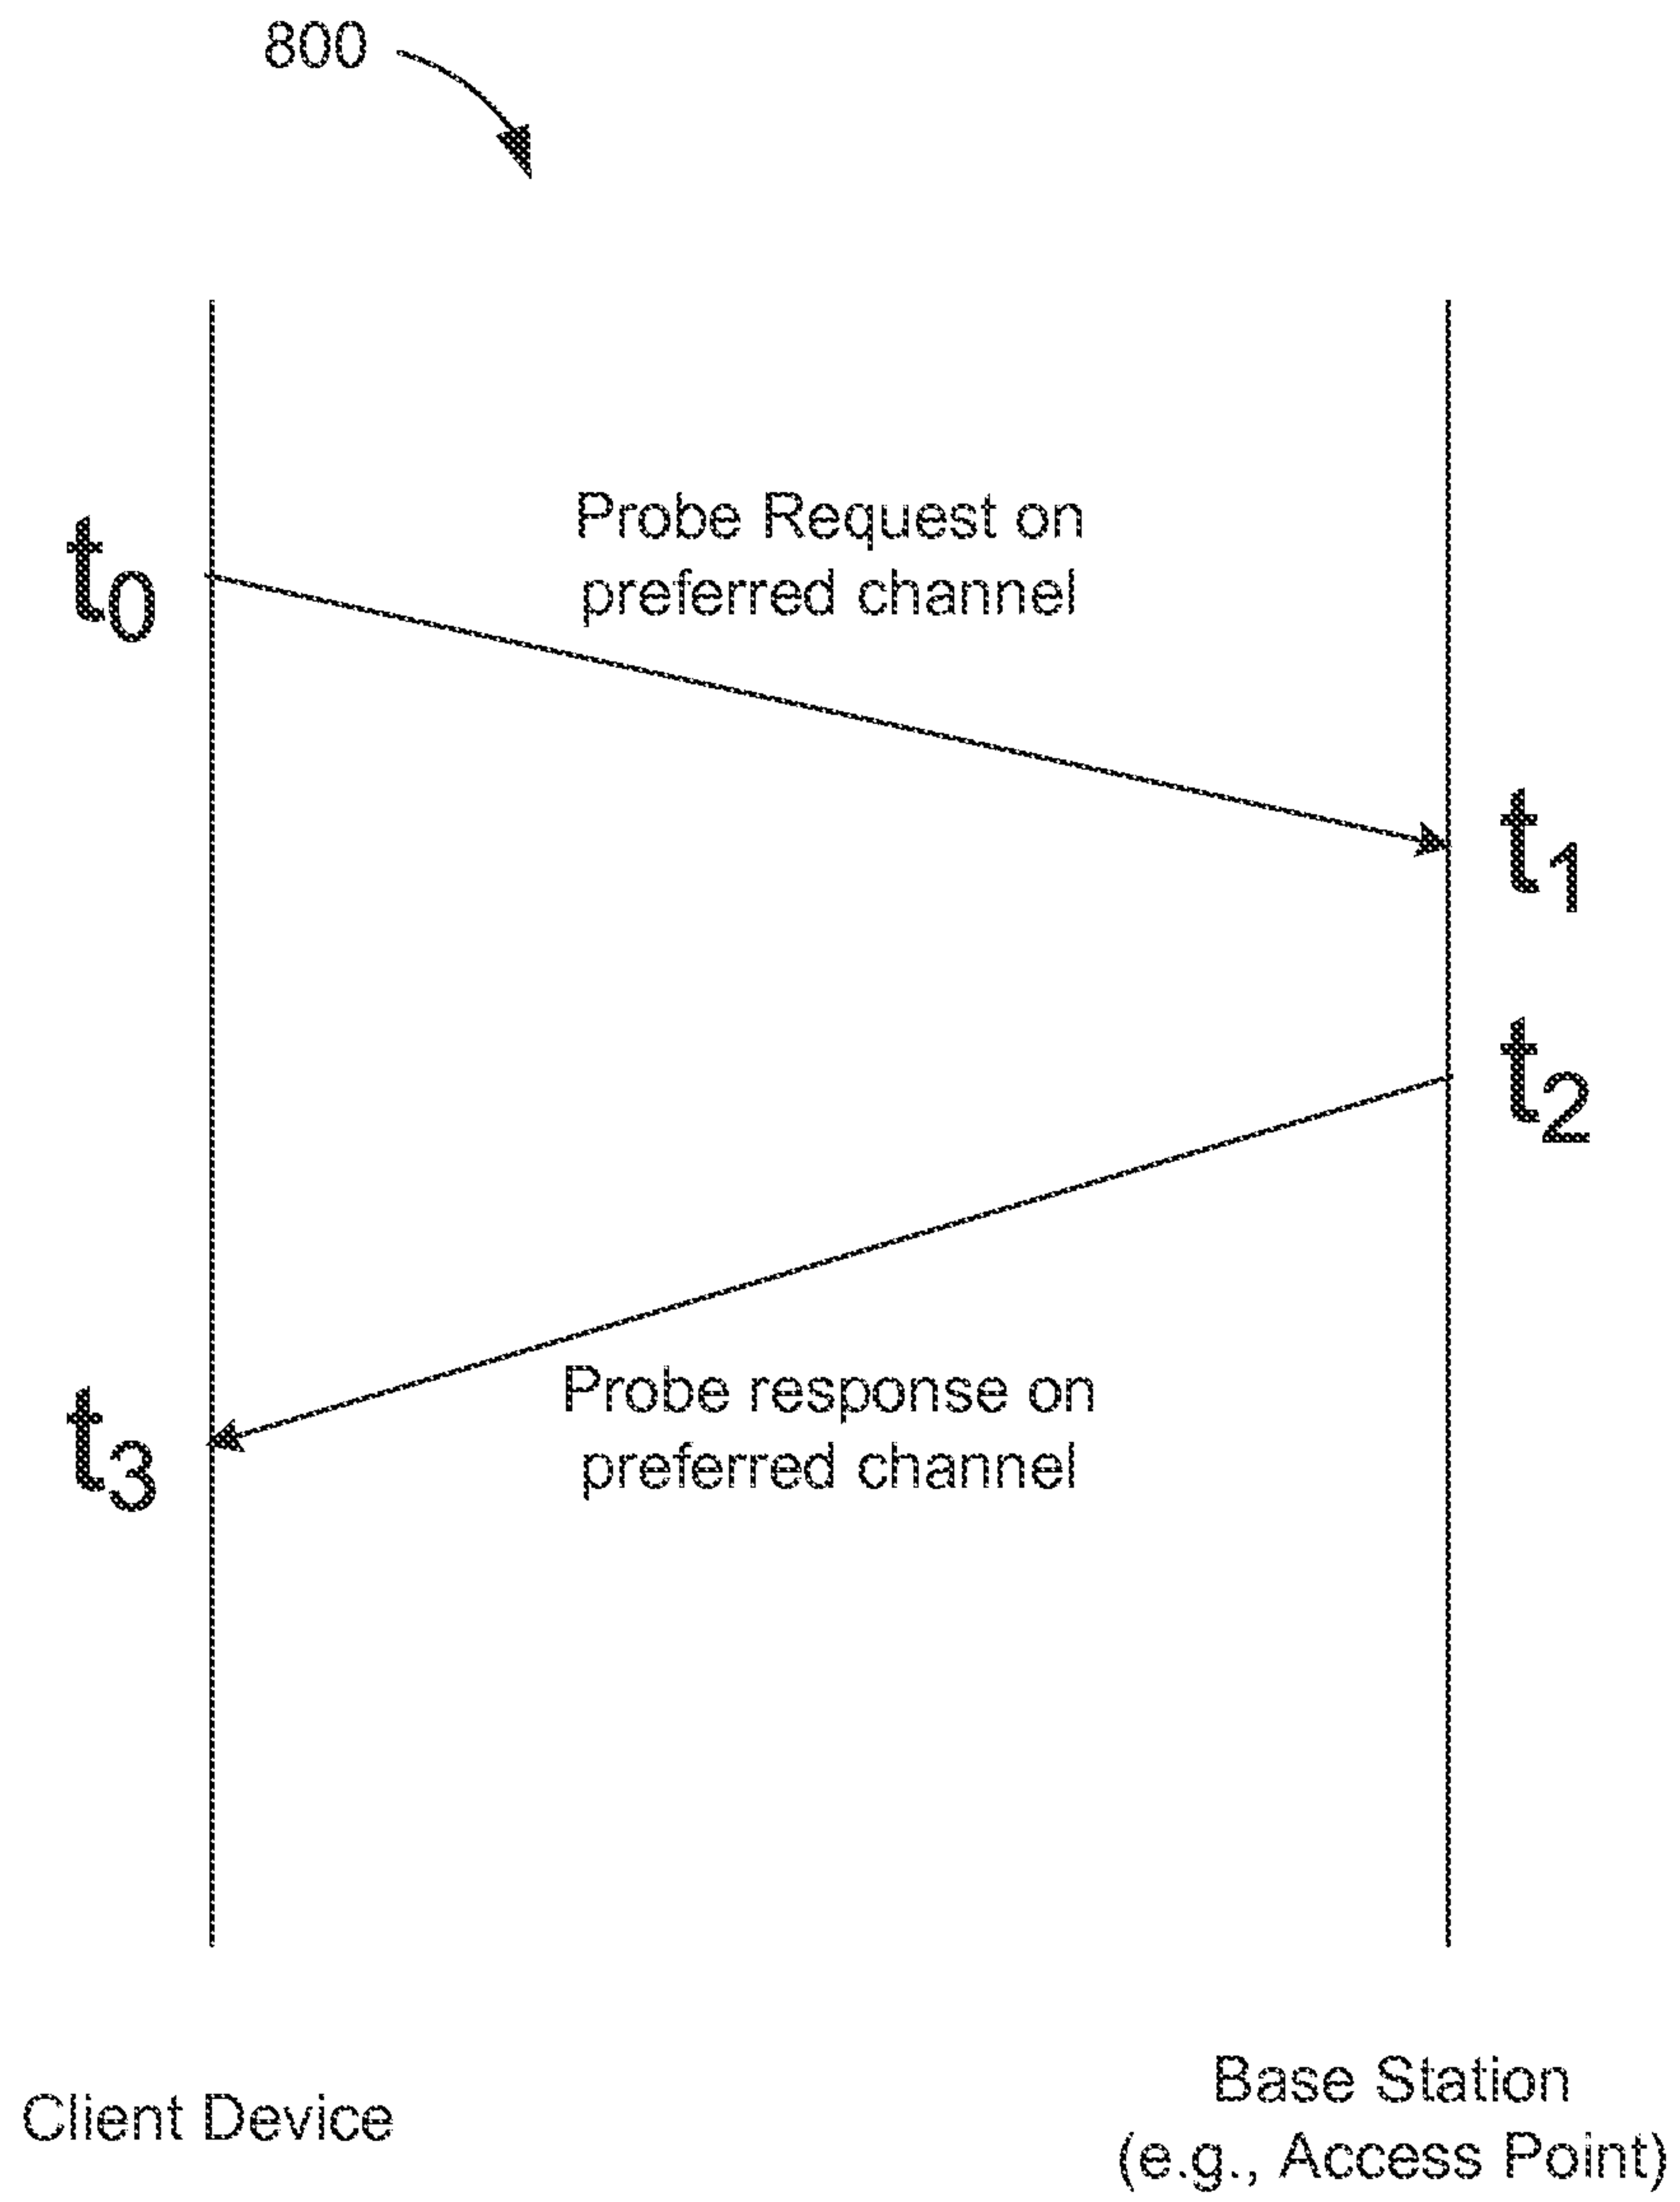 800
Probe Request on
preferred channel
t0
t1
t2
Probe response on
preferred channel
t3
Client Device
Base Station
(e.g., Access Point)